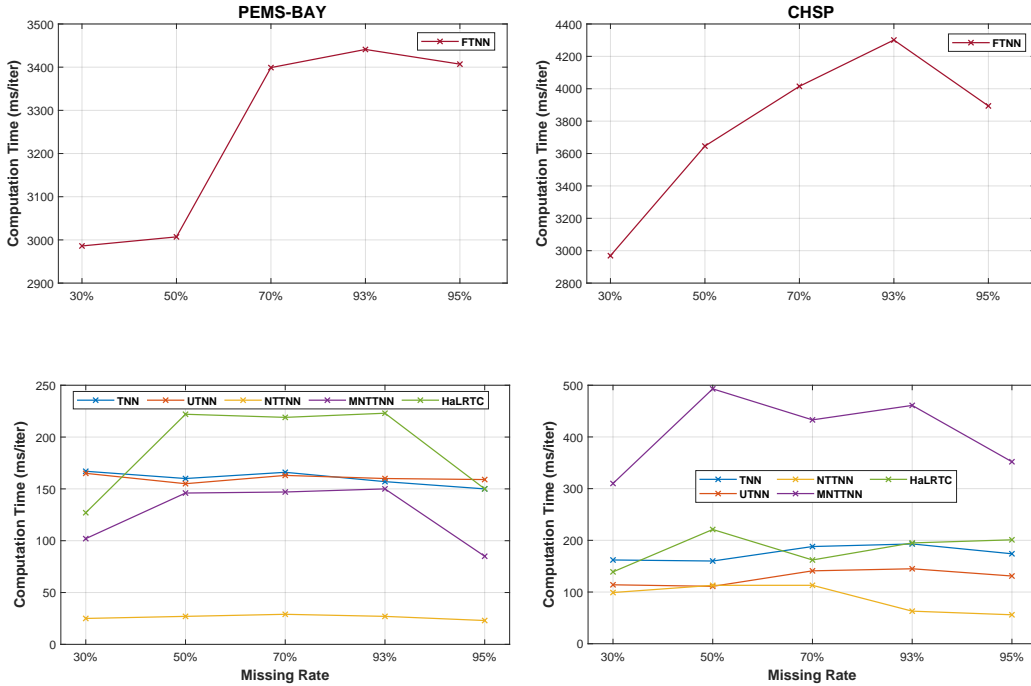 PEMS-BAY
3500
3400
3300
3200
3100
3000
2900
Computation Time (ms/iter)
FTNN
30% 50% 70% 93% 95%
CHSP
4400
4200
4000
3800
3600
3400
3200
3000
2800
Computation Time (ms/iter)
FTNN
30% 50% 70% 93% 95%
250
200
150
100
50
0
Computation Time (ms/iter)
TNN UTNN NTTNN MNTTNN HaLRTC
30% 50% 70% 93% 95%
Missing Rate
500
400
300
200
100
0
Computation Time (ms/iter)
TNN NTTNN HaLRTC
UTNN MNTTNN
30% 50% 70% 93% 95%
Missing Rate